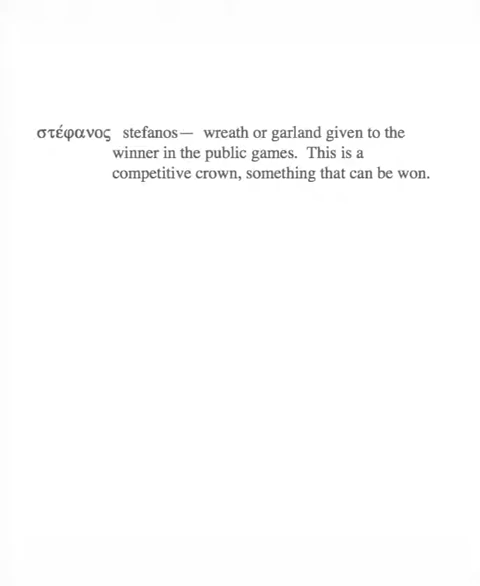 στέφανος stefanos— wreath or garland given to the
winner in the public games. This is a
competitive crown, something that can be won.